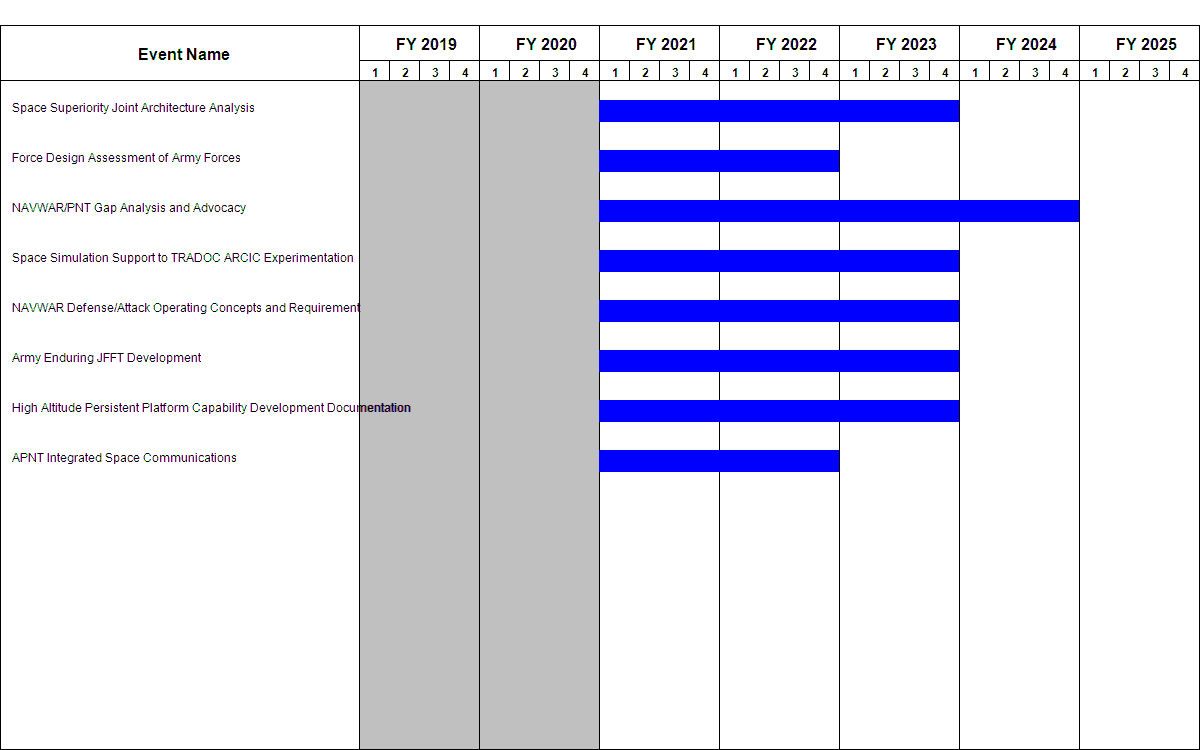 Event Name
FY 2019 FY 2020 FY 2021 FY 2022 FY 2023 FY 2024 FY 2025
1 2 3 4 1 2 3 4 1 2 3 4 1 2 3 4 1 2 3 4 1 2 3 4 1 2 3 4
Space Superiority Joint Architecture Analysis
Force Design Assessment of Army Forces
NAVWAR/PNT Gap Analysis and Advocacy
Space Simulation Support to TRADOC ARCIC Experimentation
NAVWAR Defense/Attack Operating Concepts and Requirement
Army Enduring JFFT Development
High Altitude Persistent Platform Capability Development Documentation
APNT Integrated Space Communications